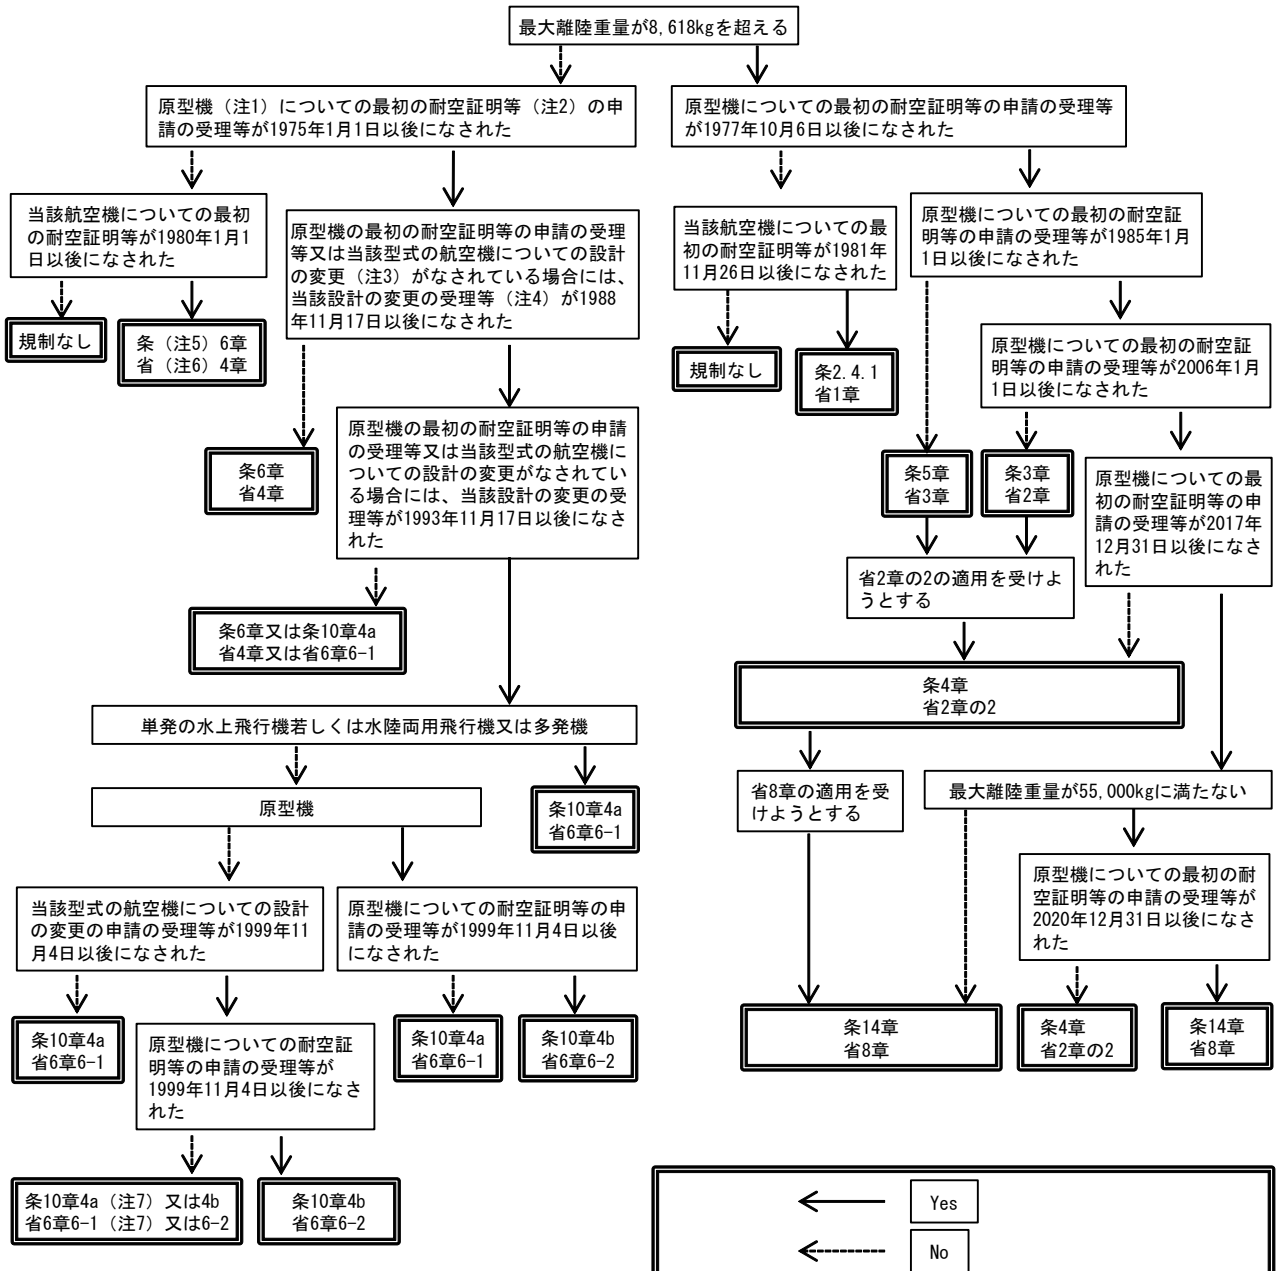 最大離陸重量が8,618kgを超える
原型機（注1）についての最初の耐空証明等（注2）の申
請の受理等が1975年1月1日以後になされた
原型機についての最初の耐空証明等の申請の受理等
が1977年10月6日以後になされた
当該航空機についての最初
の耐空証明等が1980年1月1
日以後になされた
原型機の最初の耐空証明等の申請の受理
等又は当該型式の航空機についての設計
の変更（注3）がなされている場合には、
当該設計の変更の受理等（注4）が1988
年11月17日以後になされた
当該航空機についての最
初の耐空証明等が1981年
11月26日以後になされた
原型機についての最初の耐空証
明等の申請の受理等が1985年1月
1日以後になされた
規制なし
条（注5）6章
省（注6）4章
規制なし
条2.4.1
省1章
原型機についての最初の耐空証
明等の申請の受理等が2006年1月
1日以後になされた
条6章
省4章
原型機の最初の耐空証明等の申請
の受理等又は当該型式の航空機に
ついての設計の変更がなされてい
る場合には、当該設計の変更の受
理等が1993年11月17日以後になさ
れた
条5章
省3章
条3章
省2章
原型機についての最
初の耐空証明等の申
請の受理等が2017年
12月31日以後になさ
れた
省2章の2の適用を受けよ
うとする
条6章又は条10章4a
省4章又は省6章6-1
条4章
省2章の2
単発の水上飛行機若しくは水陸両用飛行機又は多発機
原型機
条10章4a
省6章6-1
省8章の適用を受
けようとする
最大離陸重量が55,000kgに満たない
当該型式の航空機についての設計
の変更の申請の受理等が1999年11
月4日以後になされた
原型機についての耐空証明等の申
請の受理等が1999年11月4日以後
になされた
原型機についての最初の耐
空証明等の申請の受理等が
2020年12月31日以後になさ
れた
条10章4a
省6章6-1
原型機についての耐空証
明等の申請の受理等が
1999年11月4日以後になさ
れた
条10章4a
省6章6-1
条10章4b
省6章6-2
条14章
省8章
条4章
省2章の2
条14章
省8章
条10章4a（注7）又は4b
省6章6-1（注7）又は6-2
条10章4b
省6章6-2
Yes
No